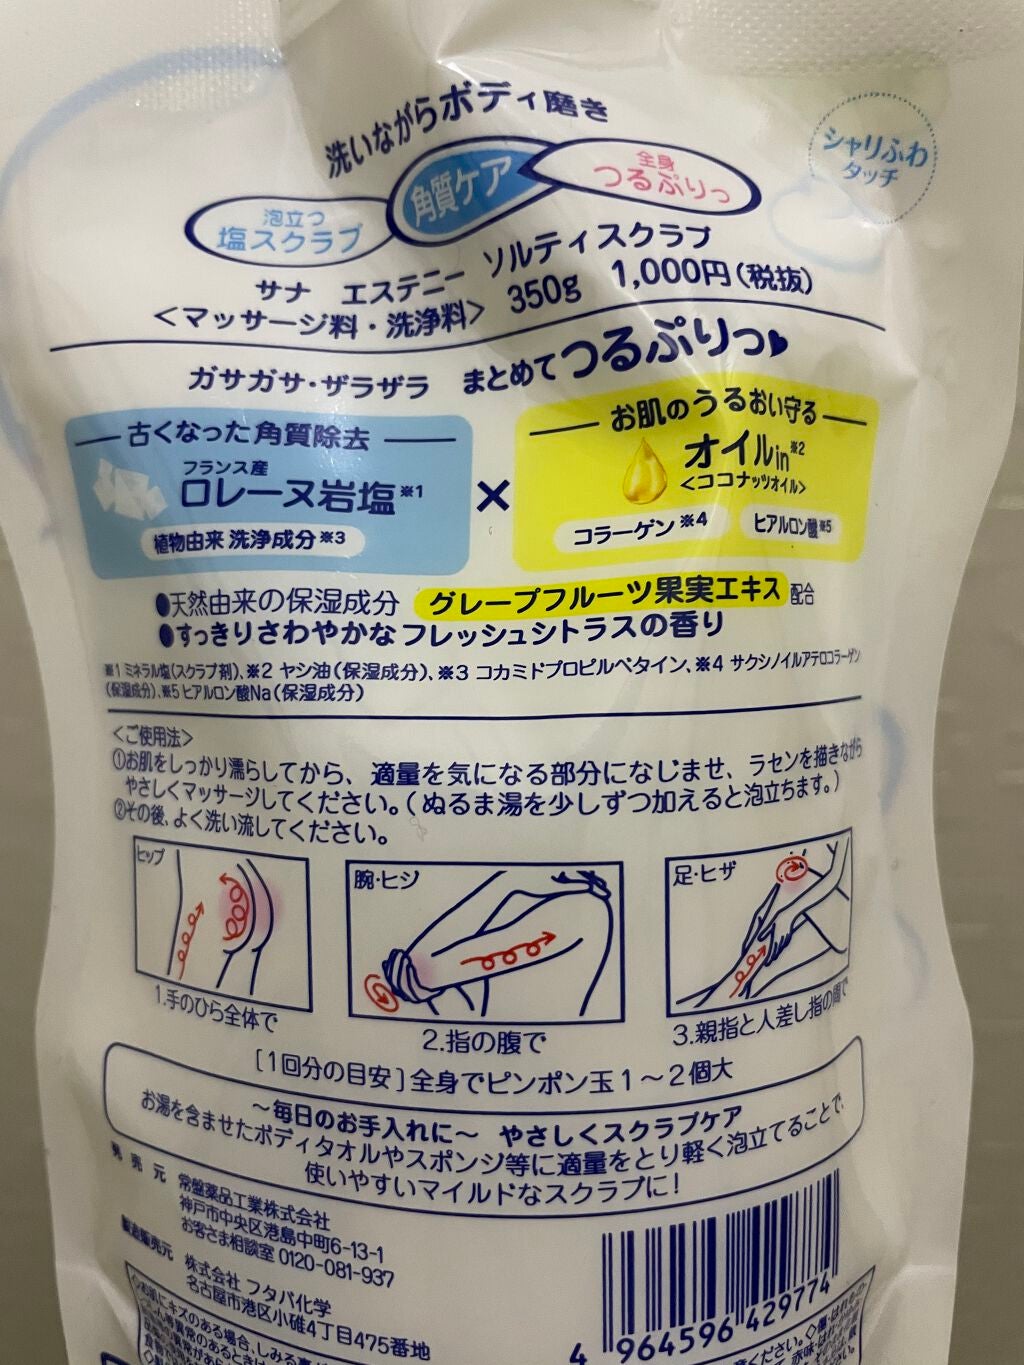 洗いながらボディ磨き
シャリふわ
タッチ
泡立つ
塩スクラブ
角質ケア
全身
つるぷりっ
サナ エステニー ソルティスクラブ
<マッサージ料・洗浄料> 350g 1,000円(税抜)
ガサガサ・ザラザラ まとめてつるぷりっ♥
古くなった角質除去
フランス産
ロレーヌ岩塩※1
植物由来 洗浄成分※3
×
お肌のうるおい守る
オイルin※2
<ココナッツオイル>
コラーゲン※4
ヒアルロン酸※5
●天然由来の保湿成分 グレープフルーツ果実エキス 配合
●すっきりさわやかなフレッシュシトラスの香り
※1 ミネラル塩(スクラブ剤)、※2 ヤシ油(保湿成分)、※3 コカミドプロピルベタイン、※4 サクシノイルアテロコラーゲン
(保湿成分)、※5 ヒアルロン酸Na(保湿成分)
<ご使用法>
①お肌をしっかり濡らしてから、適量を気になる部分になじませ、ラセンを描きながら
やさしくマッサージしてください。(ぬるま湯を少しずつ加えると泡立ちます。)
②その後、よく洗い流してください。
ヒップ
腕・ヒジ
足・ヒザ
1.手のひら全体で
2.指の腹で
3.親指と人差し指の間で
[1回分の目安]全身でピンポン玉1〜2個大
〜毎日のお手入れに〜 やさしくスクラブケア
お湯を含ませたボディタオルやスポンジ等に適量をとり軽く泡立てることで、
使いやすいマイルドなスクラブに!
発売元 常盤薬品工業株式会社
神戸市中央区港島中町6-13-1
お客さま相談室 0120-081-937
製造販売元 株式会社 フタバ化学
名古屋市港区小碓4丁目475番地
4 964596 429774
◇お肌にキズのある場合、しみる事が